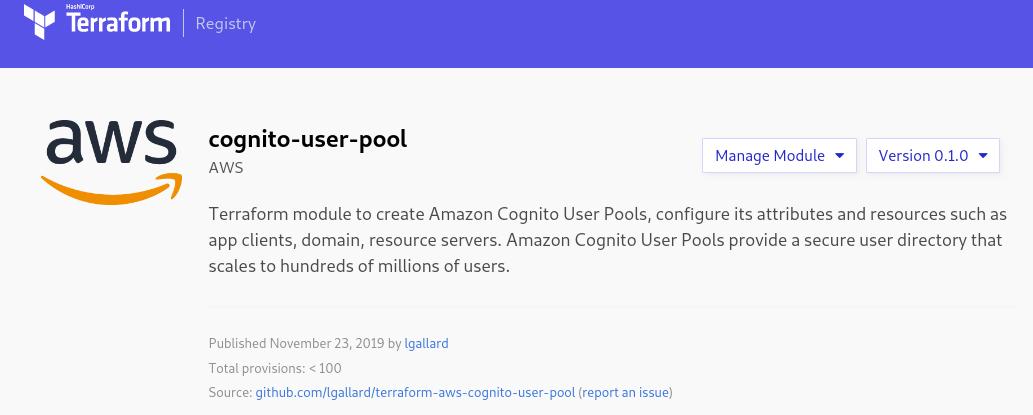 HashiCorp
Terraform
Registry
aws
cognito-user-pool
AWS
Manage Module
Version 0.1.0
Terraform module to create Amazon Cognito User Pools, configure its attributes and resources such as
app clients, domain, resource servers. Amazon Cognito User Pools provide a secure user directory that
scales to hundreds of millions of users.
Published November 23, 2019 by lgallard
Total provisions: < 100
Source: github.com/lgallard/terraform-aws-cognito-user-pool (report an issue)